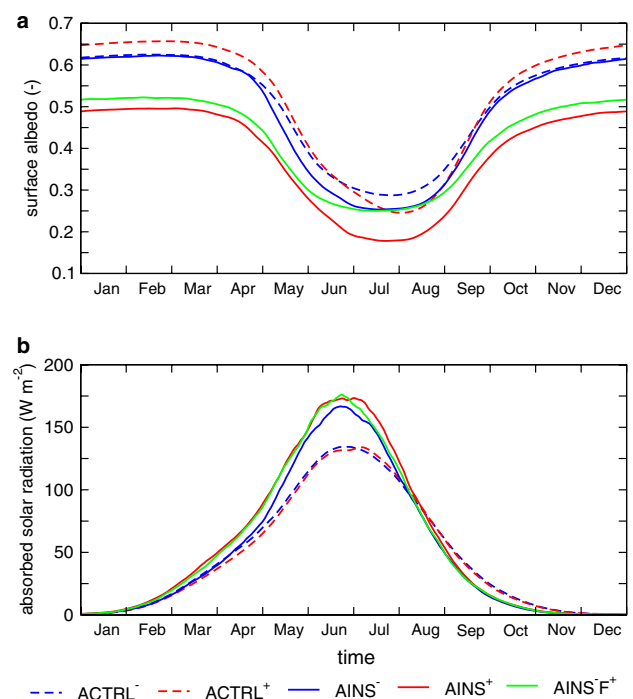 a
0.7
0.6
0.5
0.4
0.3
0.2
0.1
surface albedo (-)
Jan Feb Mar Apr May Jun Jul Aug Sep Oct Nov Dec
b
200
150
100
50
0
absorbed solar radiation (W m⁻²)
Jan Feb Mar Apr May Jun Jul Aug Sep Oct Nov Dec
time
ACTRL⁻ ACTRL⁺ AINS⁻ AINS⁺ AINS⁻F⁺